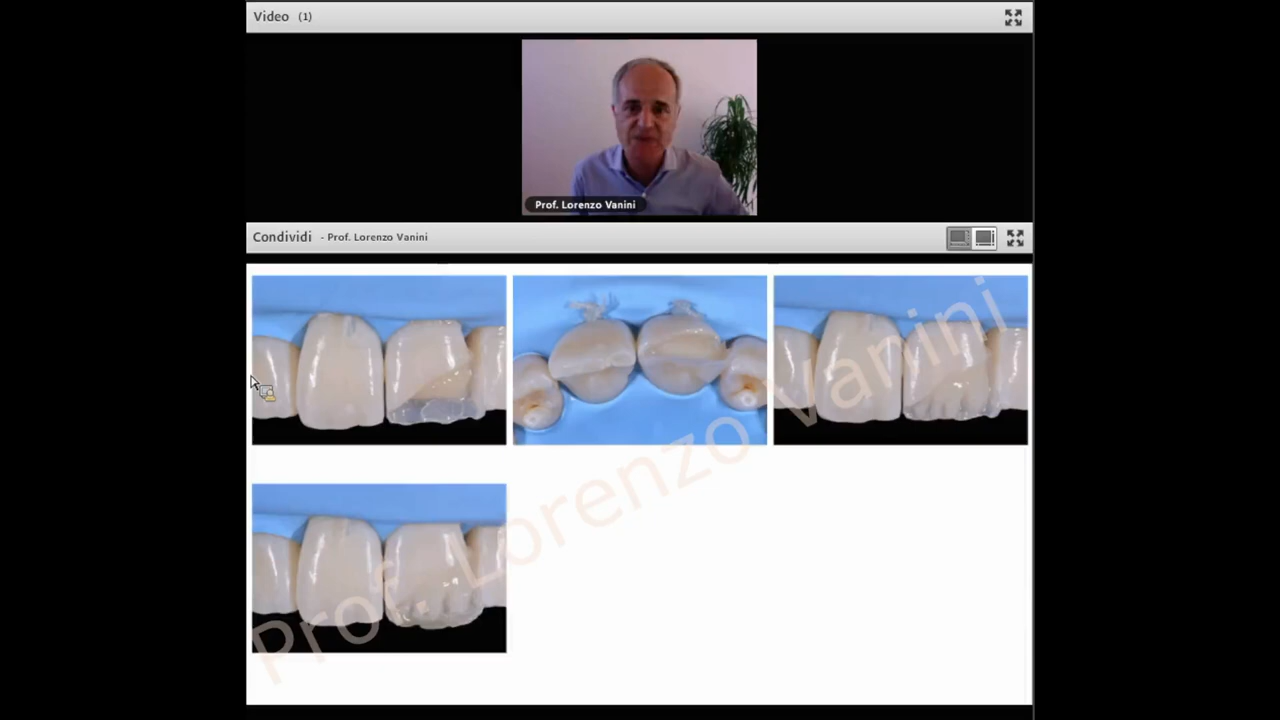 Video (1)
Prof. Lorenzo Vanini
Condividi - Prof. Lorenzo Vanini
Prof. Lorenzo Vanini